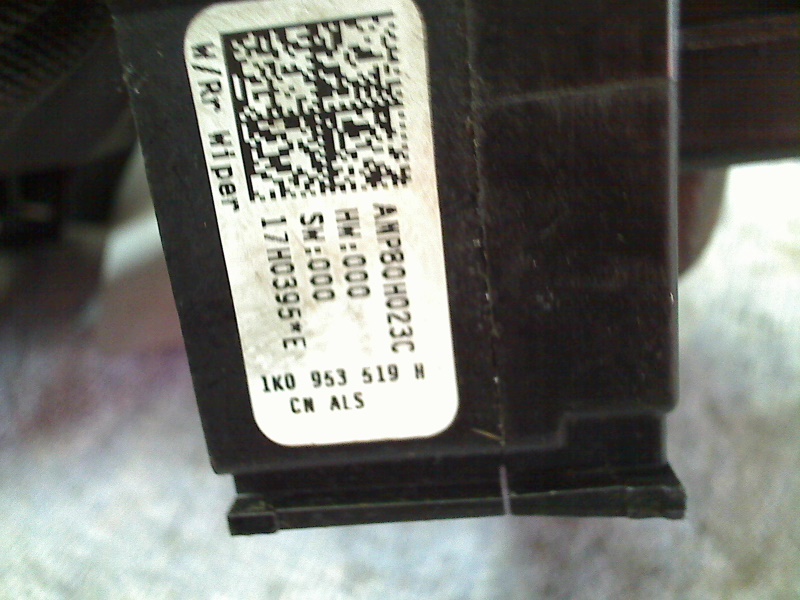 W/Rr Wiper
AMP80H023C
HW:000
SW:000
17H0395*E
1K0 953 519 H
CN ALS